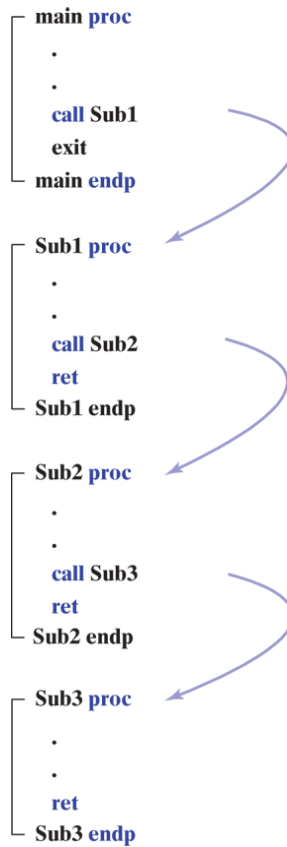 main proc
.
.
call Sub1
exit
main endp
Sub1 proc
.
.
call Sub2
ret
Sub1 endp
Sub2 proc
.
.
call Sub3
ret
Sub2 endp
Sub3 proc
.
.
ret
Sub3 endp